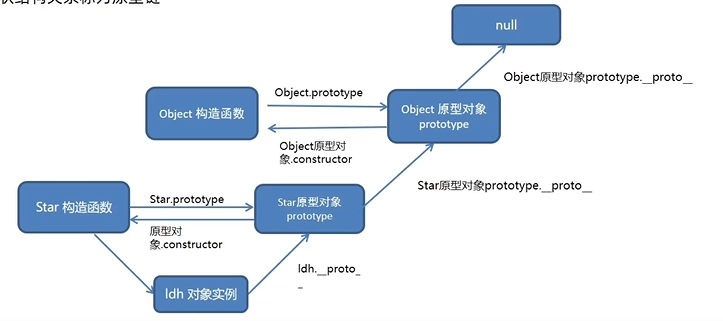 null
Object原型对象prototype.__proto__
Object.prototype
Object 构造函数
Object 原型对象
prototype
Object原型对
象.constructor
Star原型对象prototype.__proto__
Star 构造函数
Star.prototype
Star原型对象
prototype
原型对
象.constructor
ldh.__proto_
_
ldh 对象实例